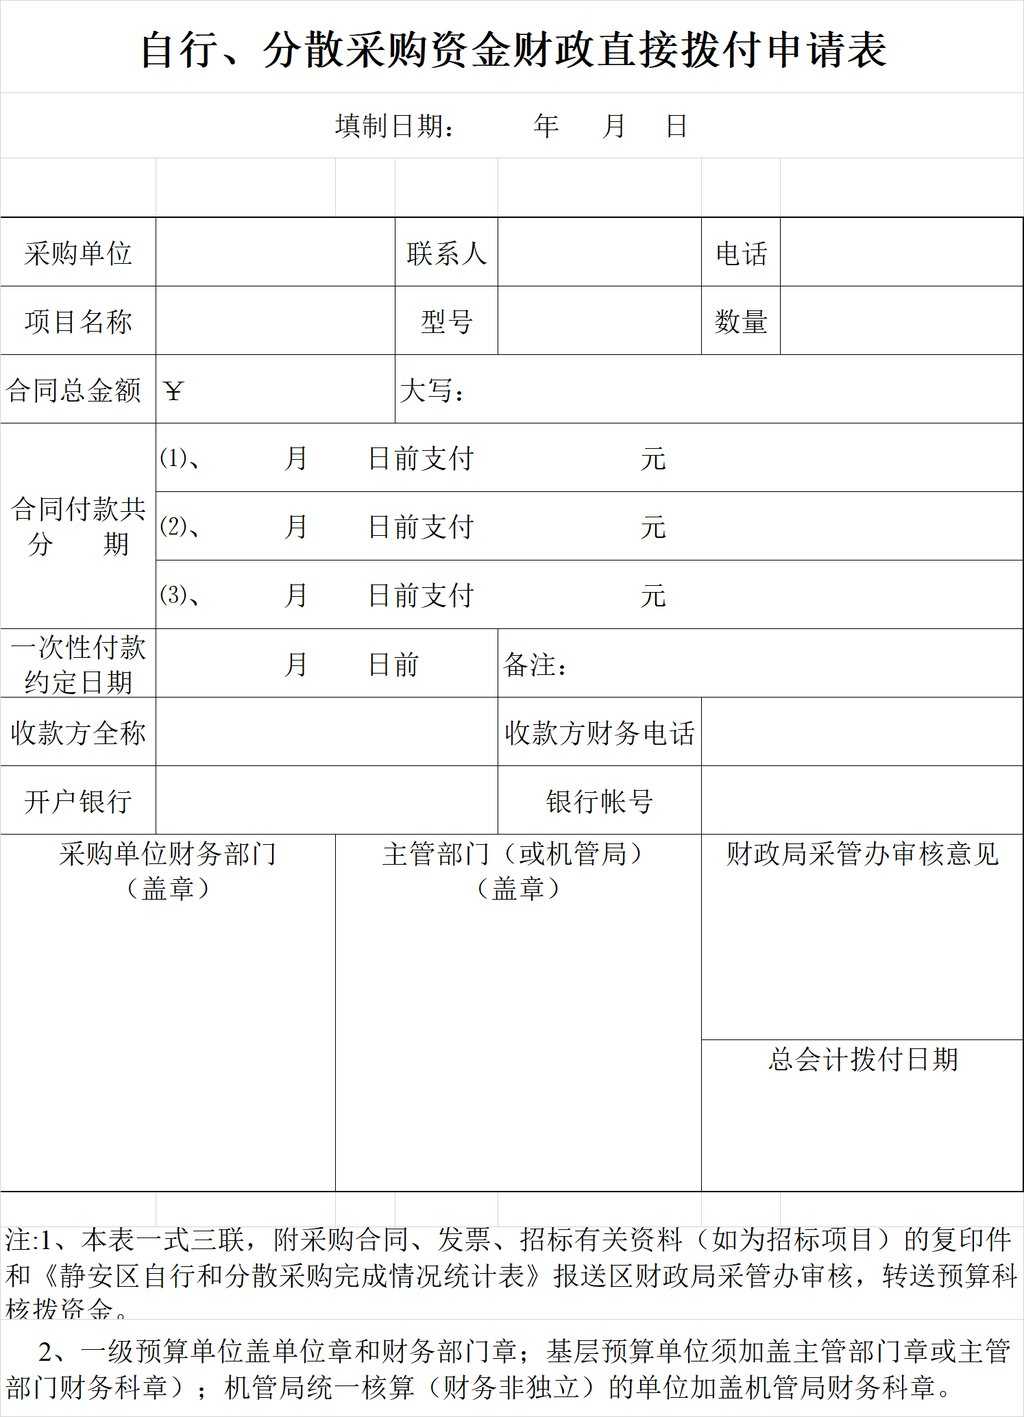 自行、分散采购资金财政直接拨付申请表
填制日期： 年 月 日
采购单位 联系人 电话
项目名称 型号 数量
合同总金额 ￥ 大写：
合同付款共
分 期
⑴、 月 日前支付 元
⑵、 月 日前支付 元
⑶、 月 日前支付 元
一次性付款
约定日期
月 日前 备注：
收款方全称 收款方财务电话
开户银行 银行帐号
采购单位财务部门
（盖章）
主管部门（或机管局）
（盖章）
财政局采管办审核意见
总会计拨付日期
注:1、本表一式三联，附采购合同、发票、招标有关资料（如为招标项目）的复印件
和《静安区自行和分散采购完成情况统计表》报送区财政局采管办审核，转送预算科
核拨资金。
2、一级预算单位盖单位章和财务部门章；基层预算单位须加盖主管部门章或主管
部门财务科章）；机管局统一核算（财务非独立）的单位加盖机管局财务科章。